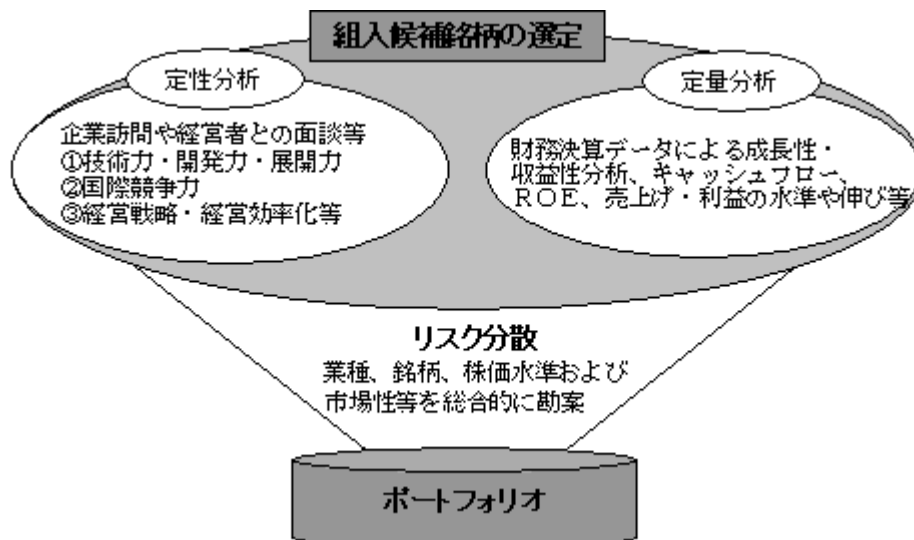 組入候補銘柄の選定
定性分析
企業訪問や経営者との面談等
①技術力・開発力・展開力
②国際競争力
③経営戦略・経営効率化等
定量分析
財務決算データによる成長性・
収益性分析、キャッシュフロー、
ＲＯＥ、売上げ・利益の水準や伸び等
リスク分散
業種、銘柄、株価水準および
市場性等を総合的に勘案
ポートフォリオ